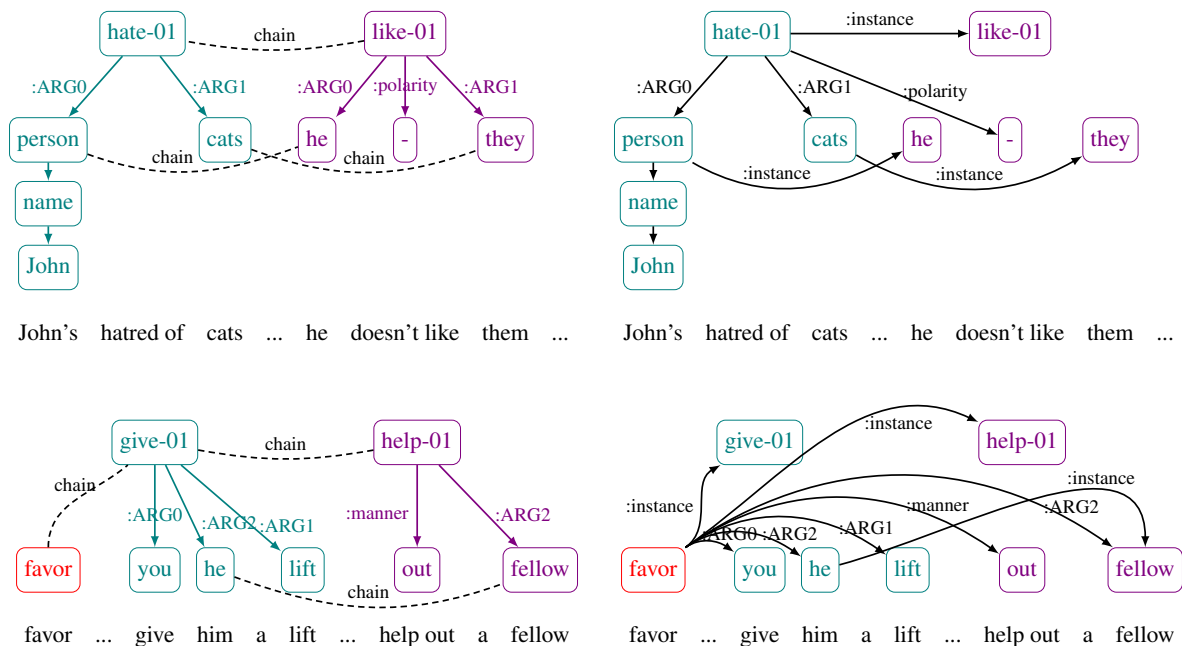 hate-01 chain like-01
:ARG0 :ARG1 :ARG0 :polarity :ARG1
person cats he - they
chain chain
name
John
John's hatred of cats ... he doesn't like them ...
hate-01 :instance like-01
:ARG0 :ARG1 :polarity
person cats he - they
:instance :instance
name
John
John's hatred of cats ... he doesn't like them ...
give-01 chain help-01
chain
:ARG0 :ARG2 :ARG1 :manner :ARG2
favor you he lift out fellow
chain
favor ... give him a lift ... help out a fellow
:instance
give-01 help-01
:instance
:instance :manner :ARG2
:ARG0 :ARG2 :ARG1
favor you he lift out fellow
favor ... give him a lift ... help out a fellow